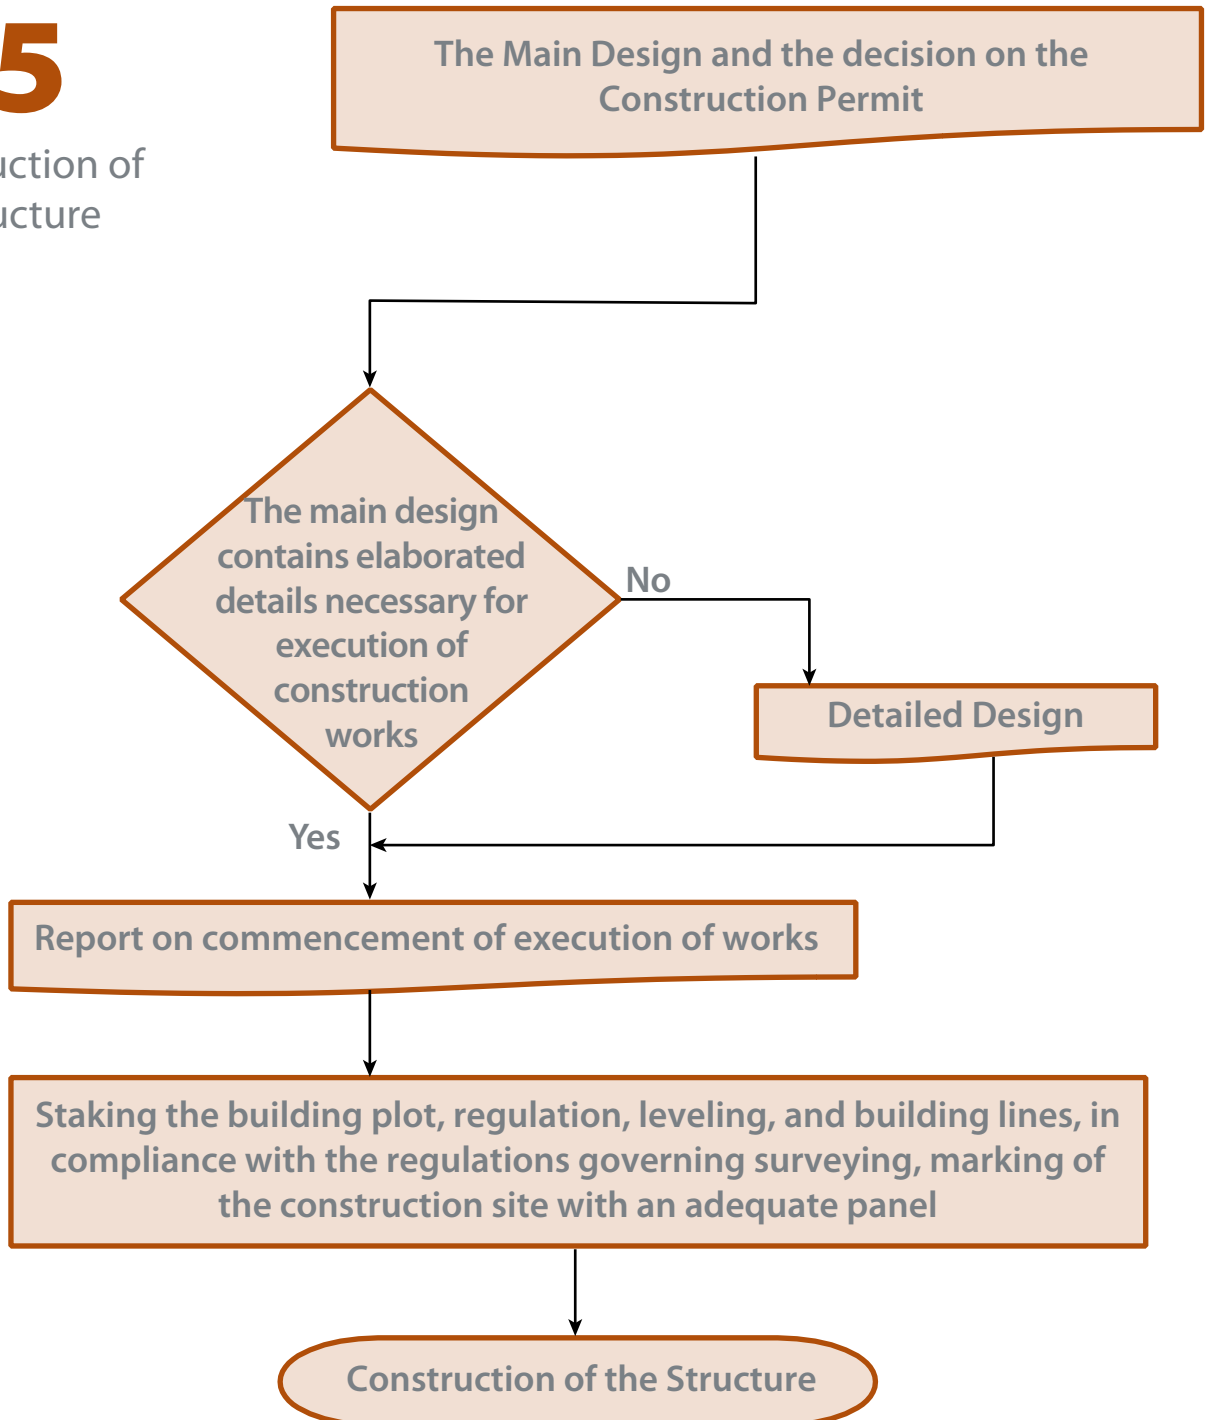 5
uction of
ucture
The Main Design and the decision on the
Construction Permit
The main design
contains elaborated
details necessary for
execution of
construction
works
No
Detailed Design
Yes
Report on commencement of execution of works
Staking the building plot, regulation, leveling, and building lines, in
compliance with the regulations governing surveying, marking of
the construction site with an adequate panel
Construction of the Structure